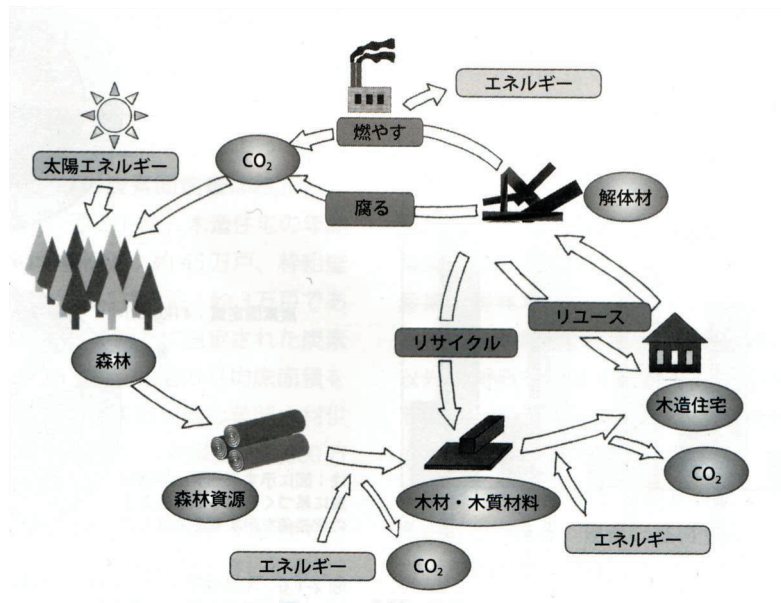 エネルギー
燃やす
CO₂
太陽エネルギー
腐る
解体材
リユース
リサイクル
森林
木造住宅
森林資源
木材・木質材料
CO₂
エネルギー
エネルギー
CO₂